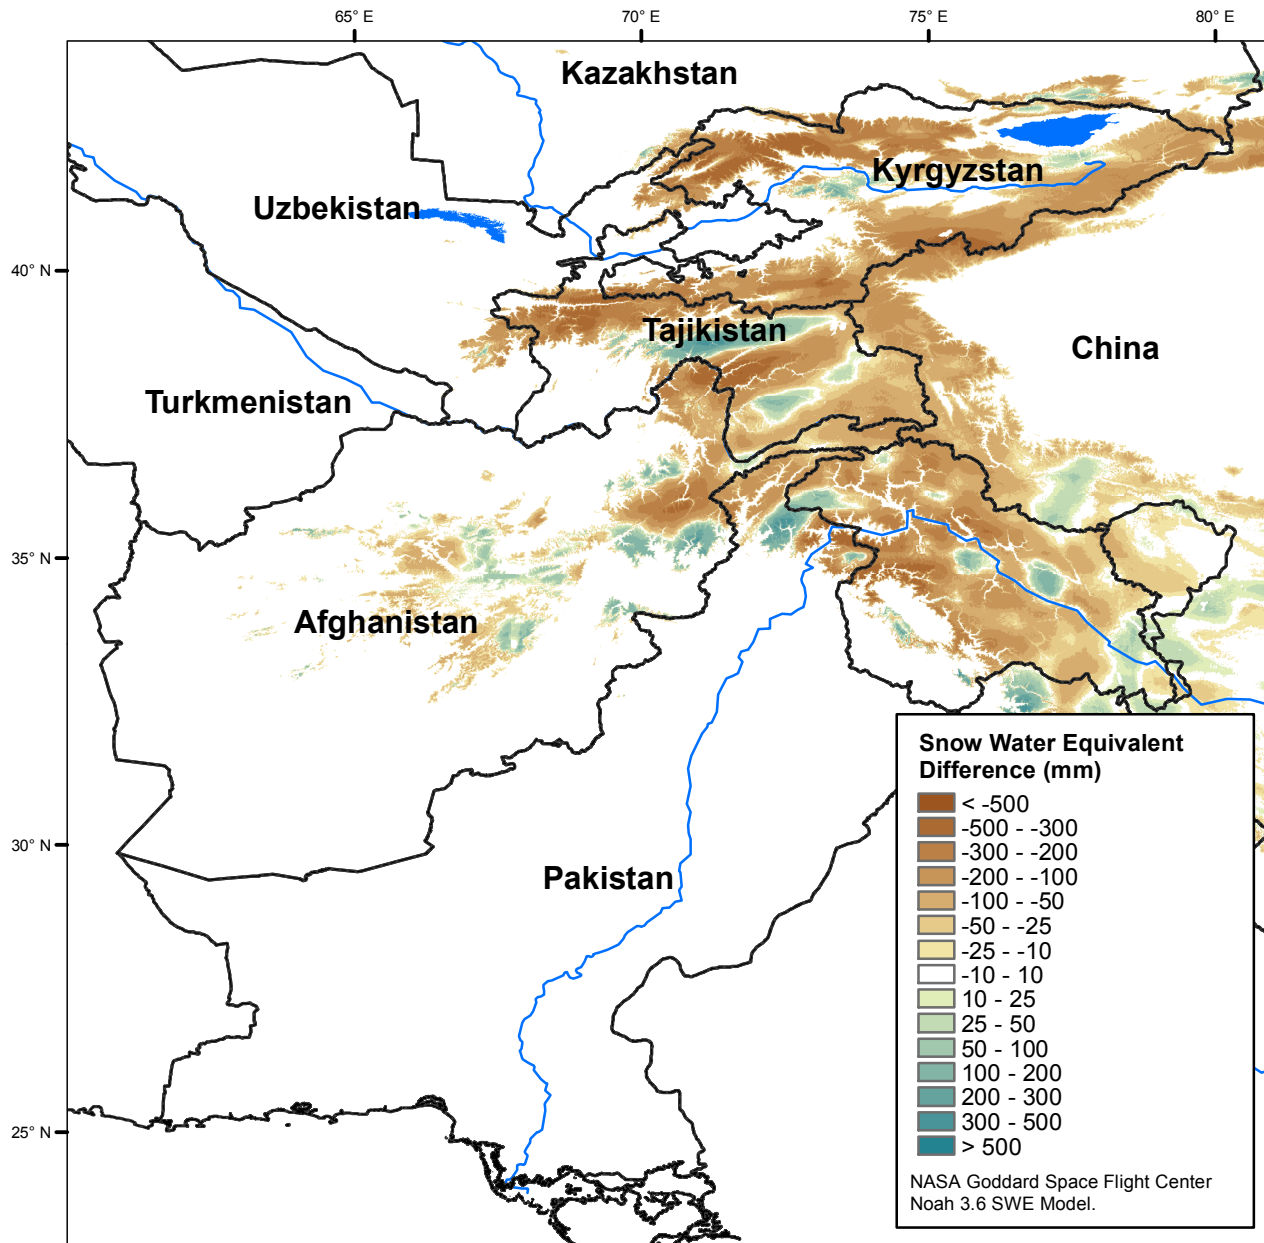 65° E
70° E
75° E
80° E
Kazakhstan
Kyrgyzstan
Uzbekistan
40° N
Tajikistan
China
Turkmenistan
35° N
Afghanistan
30° N
Pakistan
25° N
Snow Water Equivalent
Difference (mm)
< -500
-500 - -300
-300 - -200
-200 - -100
-100 - -50
-50 - -25
-25 - -10
-10 - 10
10 - 25
25 - 50
50 - 100
100 - 200
200 - 300
300 - 500
> 500
NASA Goddard Space Flight Center
Noah 3.6 SWE Model.